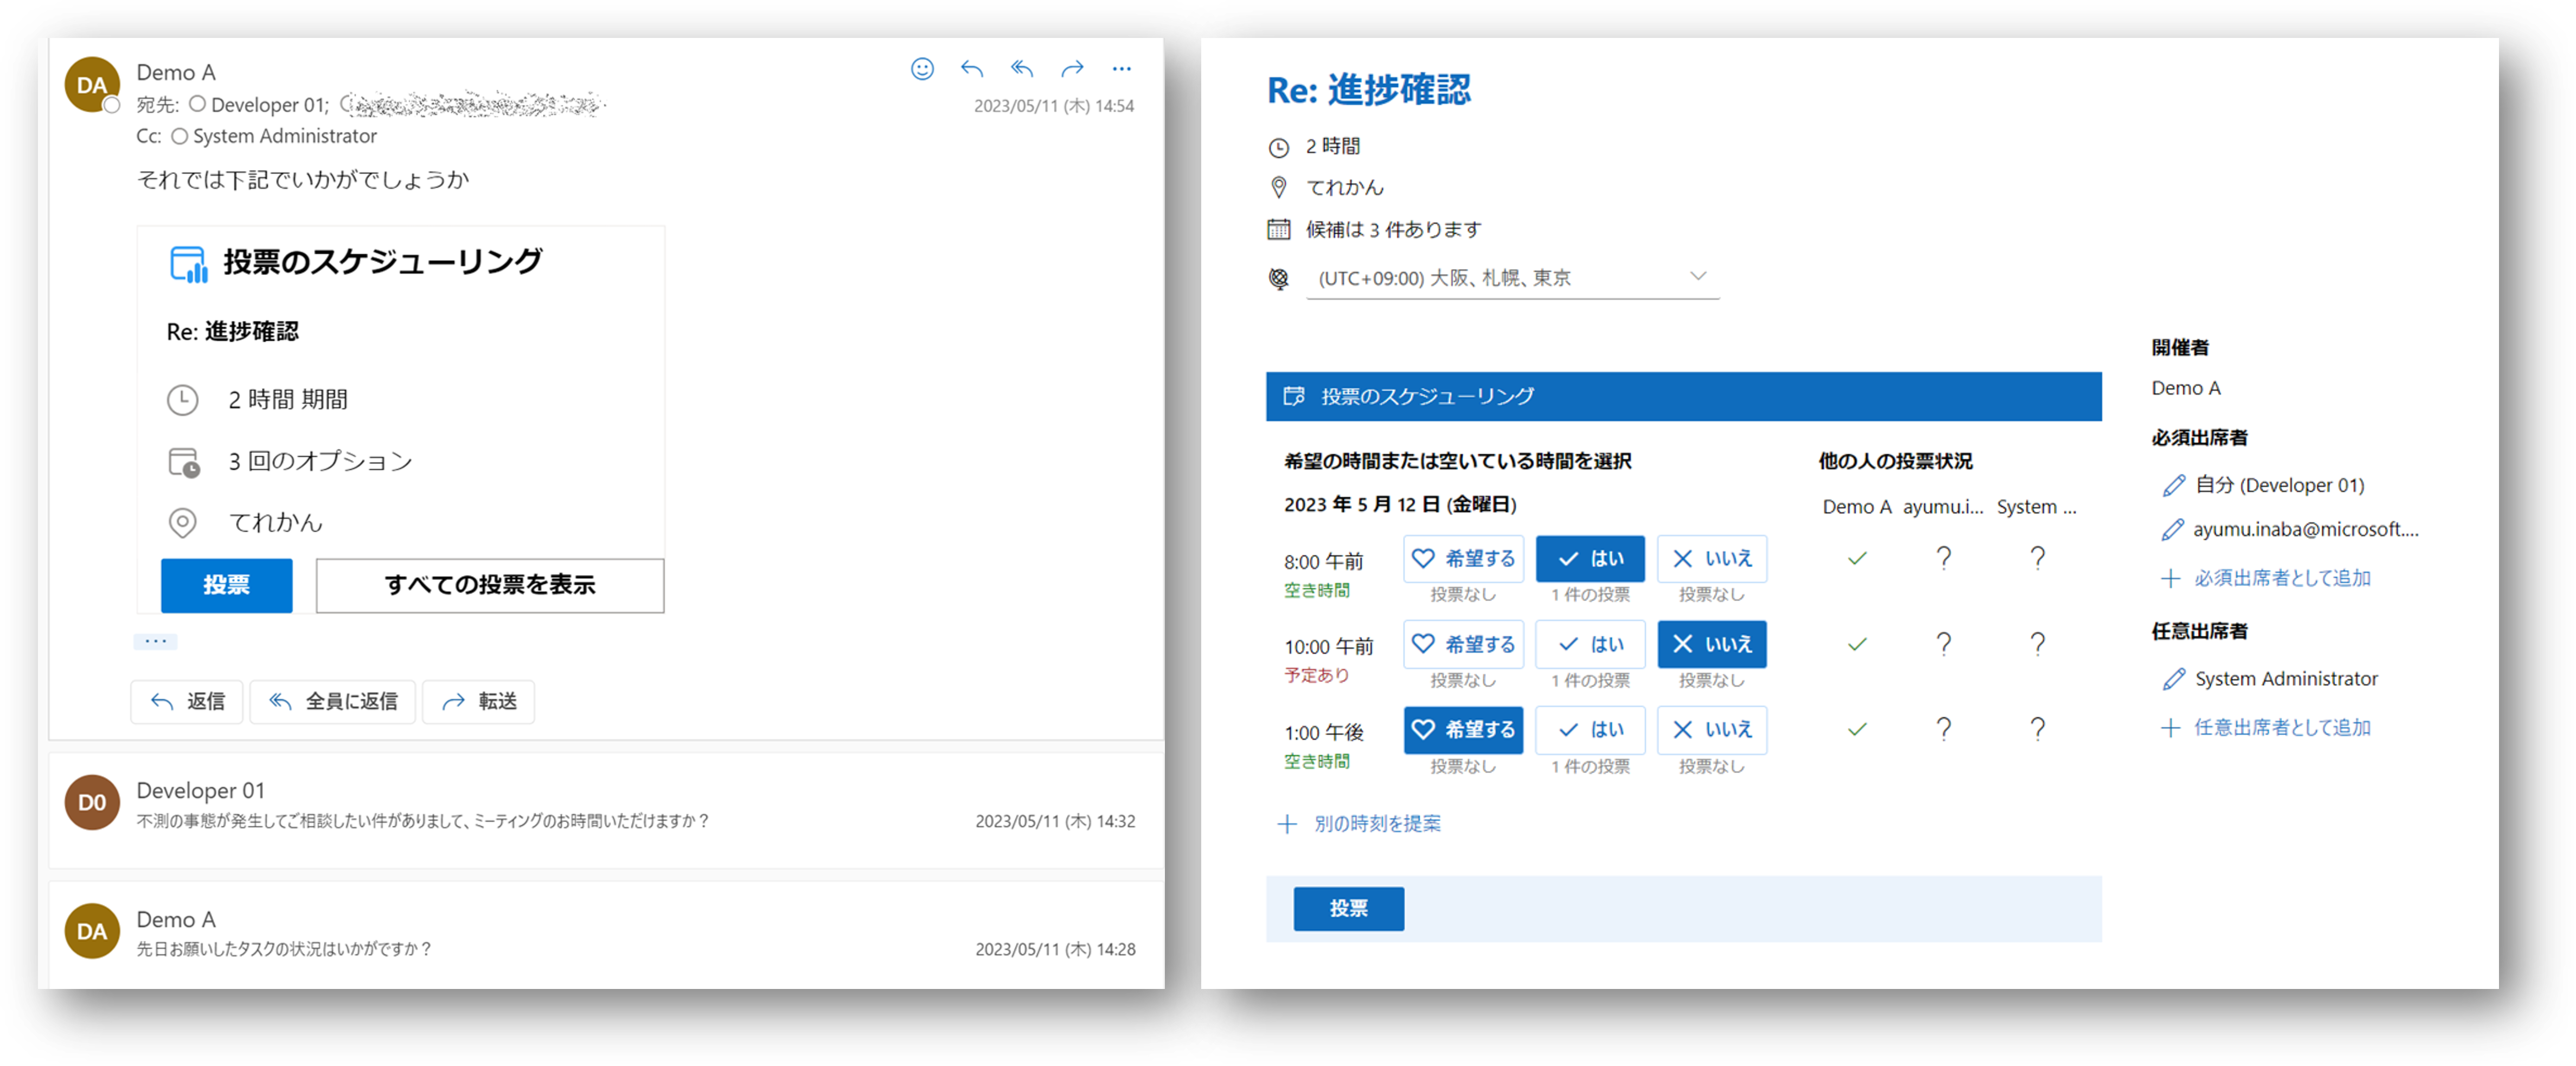 DA
Demo A
宛先: Developer 01;
2023/05/11 (木) 14:54
Cc: System Administrator
それでは下記でいかがでしょうか
投票のスケジューリング
Re: 進捗確認
2 時間 期間
3 回のオプション
てれかん
投票 すべての投票を表示
返信 全員に返信 転送
D0
Developer 01
不測の事態が発生してご相談したい件がありまして、ミーティングのお時間いただけますか？ 2023/05/11 (木) 14:32
DA
Demo A
先日お願いしたタスクの状況はいかがですか？ 2023/05/11 (木) 14:28
Re: 進捗確認
2 時間
てれかん
候補は 3 件あります
(UTC+09:00) 大阪、札幌、東京
投票のスケジューリング
希望の時間または空いている時間を選択 他の人の投票状況
2023 年 5 月 12 日 (金曜日) Demo A ayumu.i... System ...
8:00 午前 希望する はい いいえ ? ?
空き時間 投票なし 1 件の投票 投票なし
10:00 午前 希望する はい いいえ ? ?
予定あり 投票なし 1 件の投票 投票なし
1:00 午後 希望する はい いいえ ? ?
空き時間 投票なし 1 件の投票 投票なし
別の時刻を提案
投票
開催者
Demo A
必須出席者
自分 (Developer 01)
ayumu.inaba@microsoft....
必須出席者として追加
任意出席者
System Administrator
任意出席者として追加